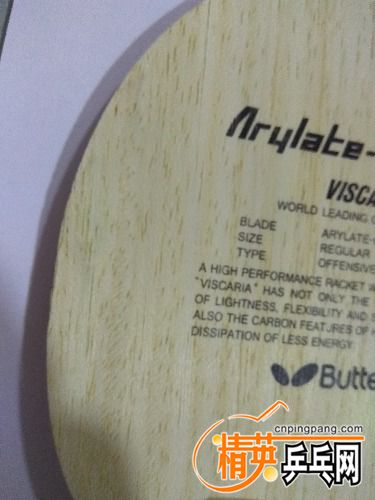 Arylate-
VISCA
WORLD LEADING
BLADE ARYLATE-
SIZE REGULAR
TYPE OFFENSIVE
A HIGH PERFORMANCE RACKET
"VISCARIA" HAS NOT ONLY THE
OF LIGHTNESS, FLEXIBILITY AND S
ALSO THE CARBON FEATURES OF
DISSIPATION OF LESS ENERGY.
Butte
cnpingpang.com
精英乒乓网